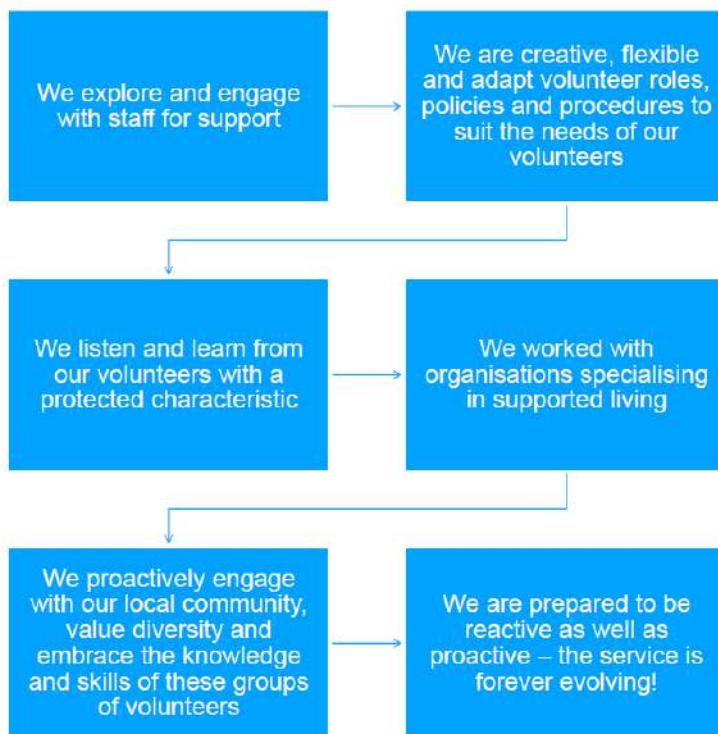 We explore and engage
with staff for support
We are creative, flexible
and adapt volunteer roles,
policies and procedures to
suit the needs of our
volunteers
We listen and learn from
our volunteers with a
protected characteristic
We worked with
organisations specialising
in supported living
We proactively engage
with our local community,
value diversity and
embrace the knowledge
and skills of these groups
of volunteers
We are prepared to be
reactive as well as
proactive – the service is
forever evolving!